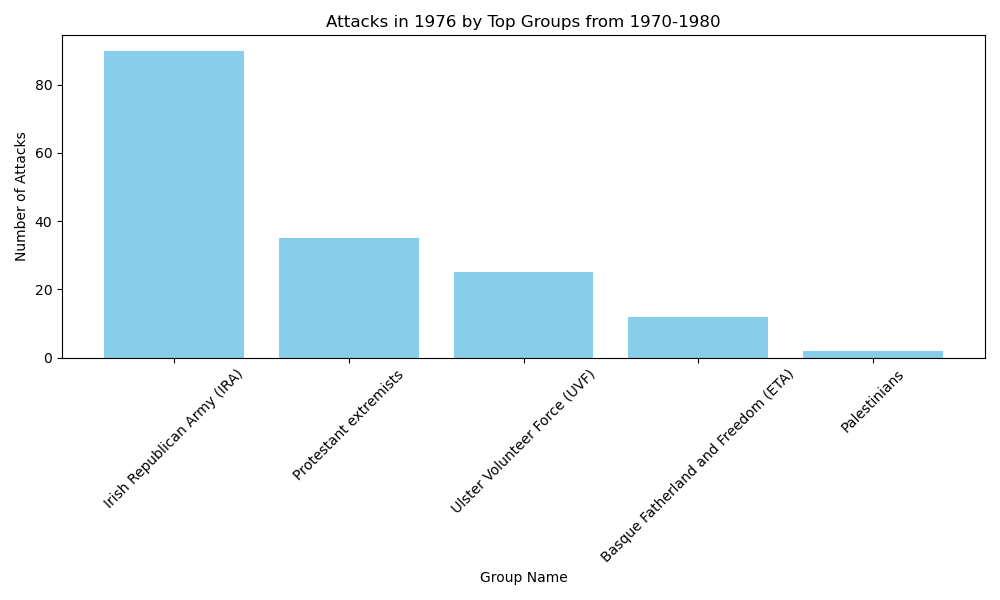 Attacks in 1976 by Top Groups from 1970-1980
Number of Attacks
80
60
40
20
0
Irish Republican Army (IRA)
Protestant extremists
Ulster Volunteer Force (UVF)
Basque Fatherland and Freedom (ETA)
Palestinians
Group Name